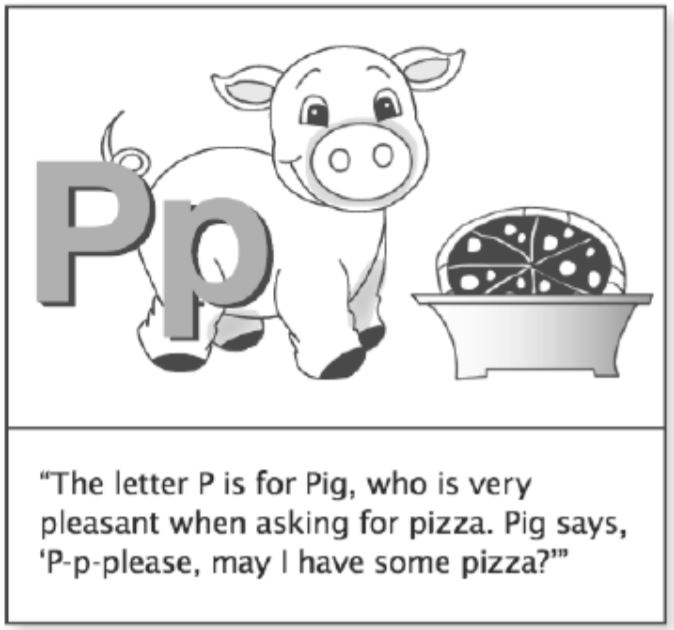 Pp
“The letter P is for Pig, who is very
pleasant when asking for pizza. Pig says,
‘P-p-please, may I have some pizza?’”